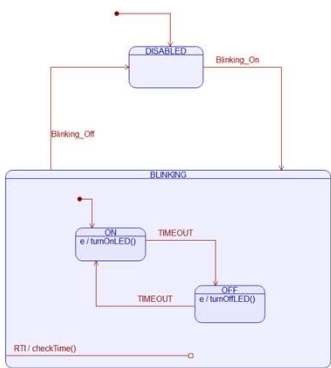 DISABLED
Blinking_On
Blinking_Off
BLINKING
ON
e / turnOnLED()
TIMEOUT
OFF
e / turnOffLED()
TIMEOUT
RTI / checkTime()